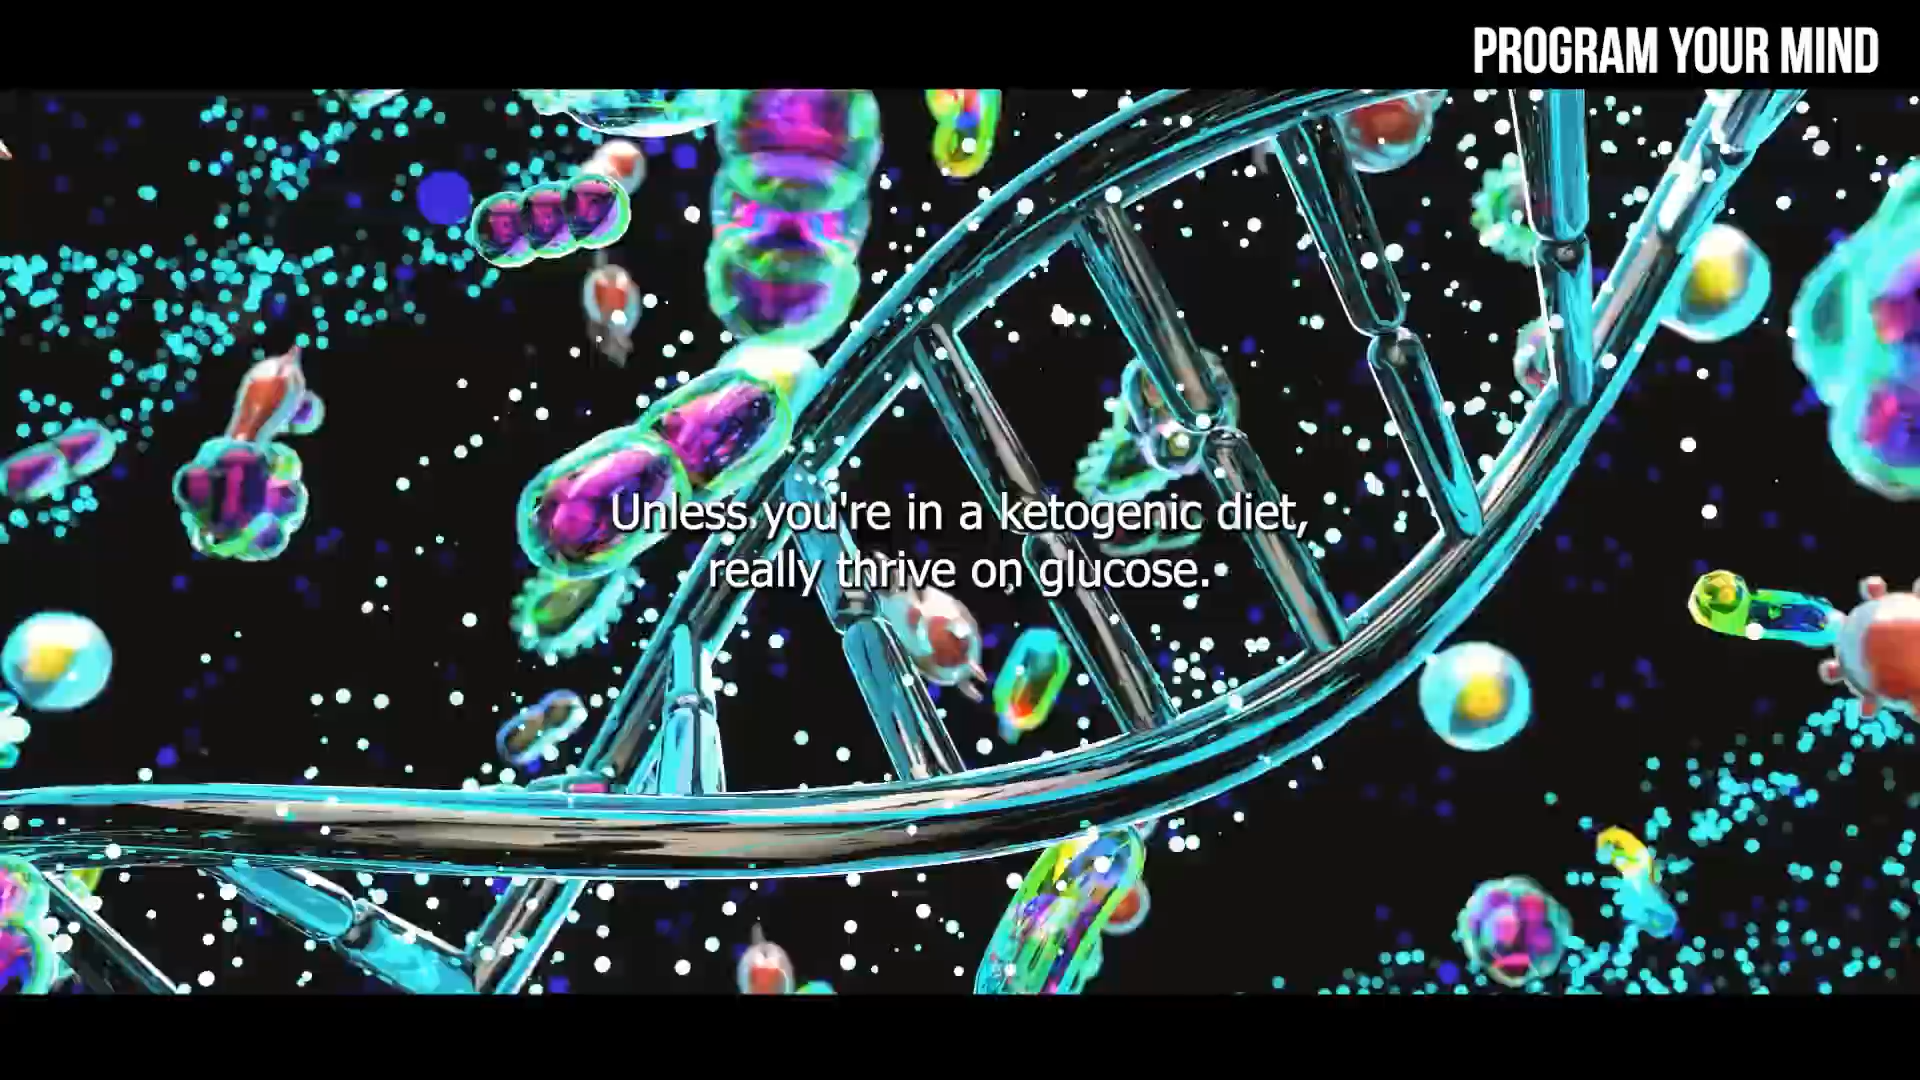 PROGRAM YOUR MIND
Unless you're in a ketogenic diet,
really thrive on glucose.